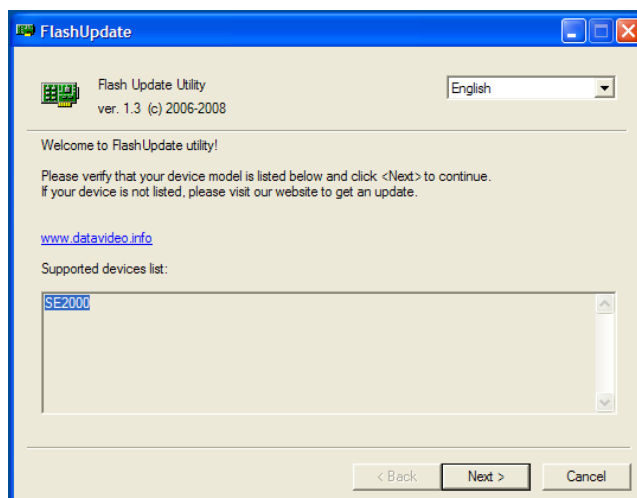 FlashUpdate
Flash Update Utility
ver. 1.3 (c) 2006-2008
English
Welcome to FlashUpdate utility!
Please verify that your device model is listed below and click <Next> to continue.
If your device is not listed, please visit our website to get an update.
www.datavideo.info
Supported devices list:
SE2000
< Back
Next >
Cancel